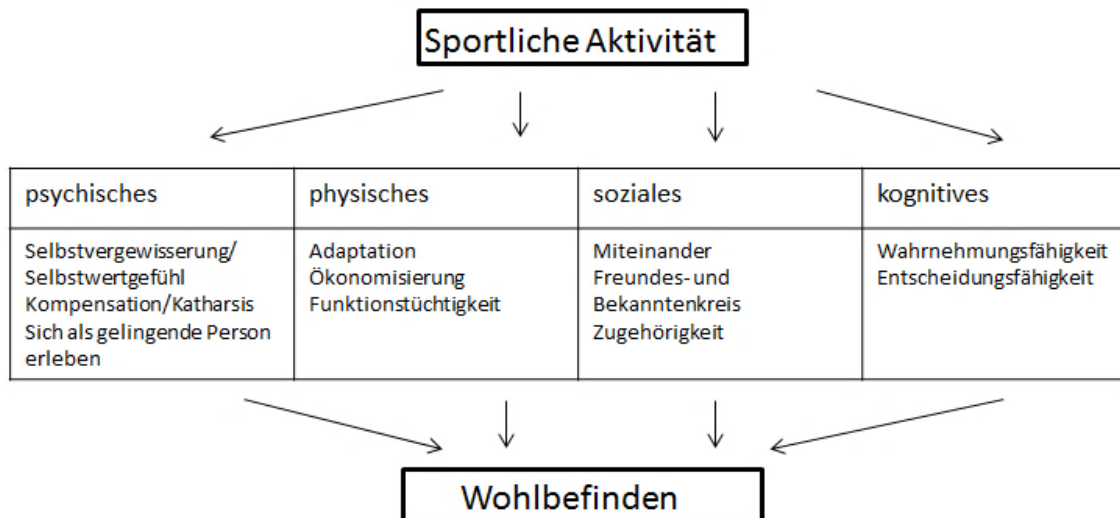 Sportliche Aktivität
psychisches
physisches
soziales
kognitives
Selbstvergewisserung/
Selbstwertgefühl
Kompensation/Katharsis
Sich als gelingende Person
erleben
Adaptation
Ökonomisierung
Funktionstüchtigkeit
Miteinander
Freundes- und
Bekanntenkreis
Zugehörigkeit
Wahrnehmungsfähigkeit
Entscheidungsfähigkeit
Wohlbefinden